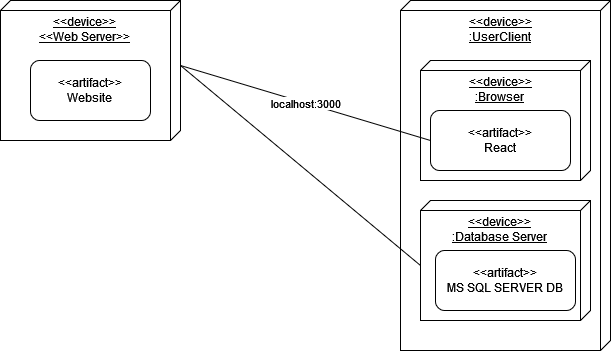 <<device>>
<<Web Server>>
<<artifact>>
Website
localhost:3000
<<device>>
:UserClient
<<device>>
:Browser
<<artifact>>
React
<<device>>
:Database Server
<<artifact>>
MS SQL SERVER DB